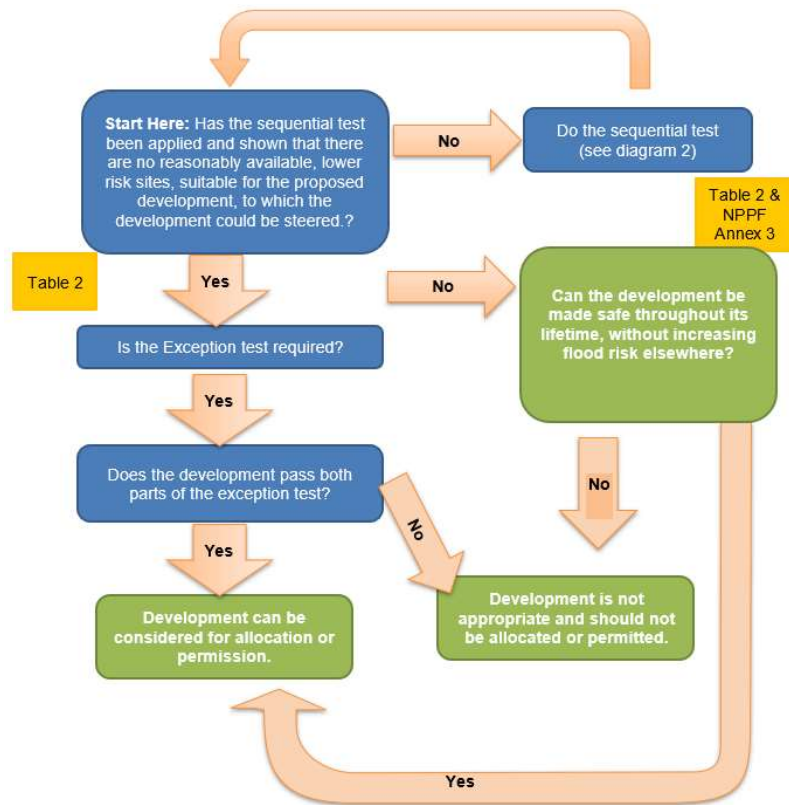 Start Here: Has the sequential test
been applied and shown that there
are no reasonably available, lower
risk sites, suitable for the proposed
development, to which the
development could be steered.?
No
Do the sequential test
(see diagram 2)
Table 2 &
NPPF
Annex 3
Table 2
Yes
No
Can the development be
made safe throughout its
lifetime, without increasing
flood risk elsewhere?
Is the Exception test required?
Yes
Does the development pass both
parts of the exception test?
No
No
Yes
Development can be
considered for allocation or
permission.
Development is not
appropriate and should not
be allocated or permitted.
Yes